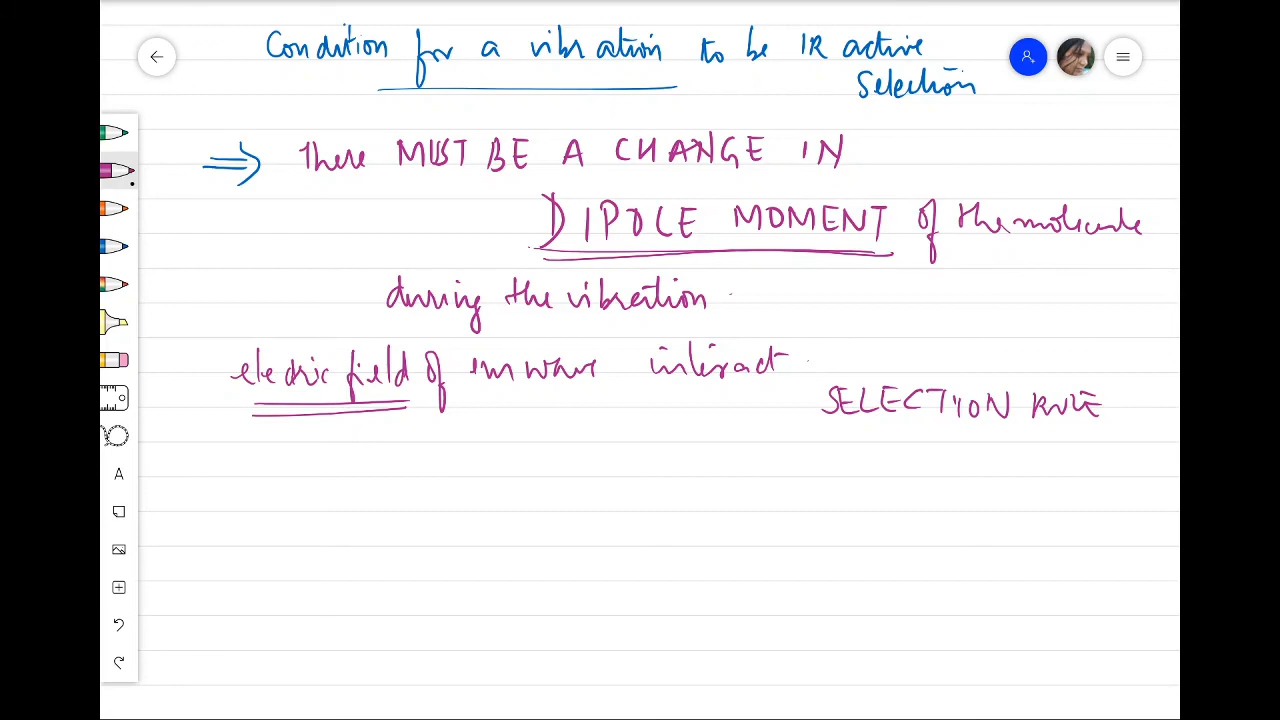 Condition for a vibration to be IR active
Selection
⇒ There MUST BE A CHANGE IN
DIPOLE MOMENT of the molecule
during the vibration
electric field of em wave interact
SELECTION RULE
A